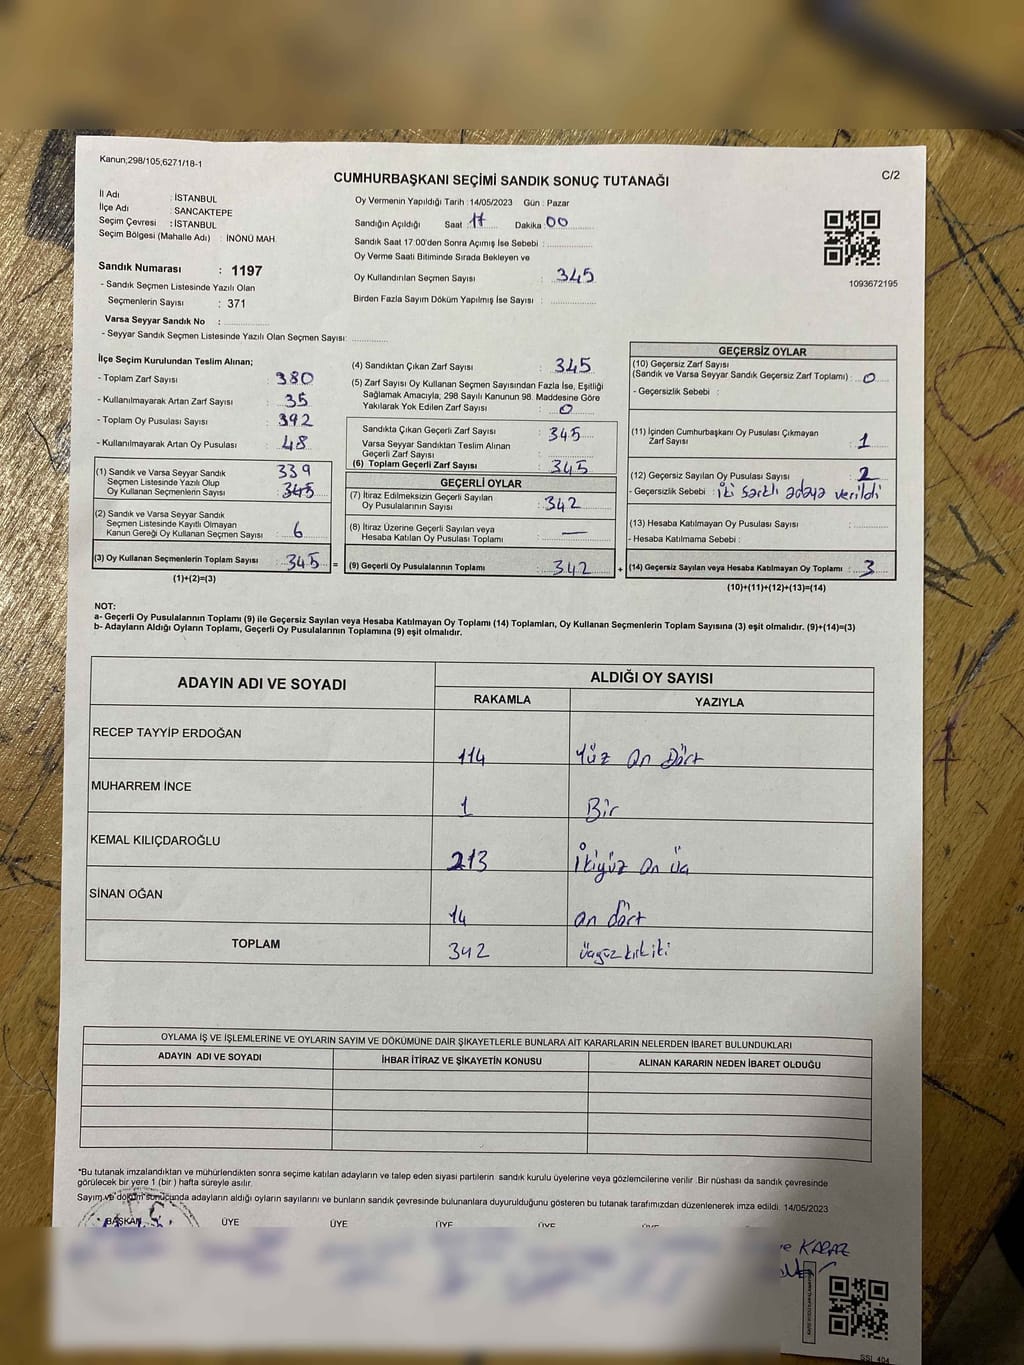 Kanun;298/105,6271/18-1
C/2
CUMHURBAŞKANI SEÇİMİ SANDIK SONUÇ TUTANAĞI
İl Adı : İSTANBUL
İlçe Adı : SANCAKTEPE
Seçim Çevresi : İSTANBUL
Seçim Bölgesi (Mahalle Adı) : İNÖNÜ MAH.
Sandık Numarası : 1197
- Sandık Seçmen Listesinde Yazılı Olan
Seçmenlerin Sayısı : 371
Varsa Seyyar Sandık No :
- Seyyar Sandık Seçmen Listesinde Yazılı Olan Seçmen Sayısı:
Oy Vermenin Yapıldığı Tarih :14/05/2023 Gün : Pazar
Sandığın Açıldığı Saat : 17 Dakika : 00
Sandık Saat 17.00'den Sonra Açımış İse Sebebi :
Oy Verme Saati Bitiminde Sırada Bekleyen ve
Oy Kullandırılan Seçmen Sayısı : 345
Birden Fazla Sayım Döküm Yapılmış İse Sayısı :
1093672195
İlçe Seçim Kurulundan Teslim Alınan;
- Toplam Zarf Sayısı : 380
- Kullanılmayarak Artan Zarf Sayısı : 35
- Toplam Oy Pusulası Sayısı : 392
- Kullanılmayarak Artan Oy Pusulası : 48
(1) Sandık ve Varsa Seyyar Sandık 339
Seçmen Listesinde Yazılı Olup
Oy Kullanan Seçmenlerin Sayısı : 345
(2) Sandık ve Varsa Seyyar Sandık
Seçmen Listesinde Kayıtlı Olmayan
Kanun Gereği Oy Kullanan Seçmen Sayısı : 6
(3) Oy Kullanan Seçmenlerin Toplam Sayısı : 345
(1)+(2)=(3)
(4) Sandıktan Çıkan Zarf Sayısı : 345
(5) Zarf Sayısı Oy Kullanan Seçmen Sayısından Fazla İse, Eşitliği
Sağlamak Amacıyla, 298 Sayılı Kanunun 98. Maddesine Göre
Yakılarak Yok Edilen Zarf Sayısı : 0
Sandıkta Çıkan Geçerli Zarf Sayısı : 345
Varsa Seyyar Sandıktan Teslim Alınan
Geçerli Zarf Sayısı :
(6) Toplam Geçerli Zarf Sayısı : 345
GEÇERLİ OYLAR
(7) İtiraz Edilmeksizin Geçerli Sayılan
Oy Pusulalarının Sayısı : 342
(8) İtiraz Üzerine Geçerli Sayılan veya
Hesaba Katılan Oy Pusulası Toplamı : —
= (9) Geçerli Oy Pusulalarının Toplamı : 342
GEÇERSİZ OYLAR
(10) Geçersiz Zarf Sayısı
(Sandık ve Varsa Seyyar Sandık Geçersiz Zarf Toplamı) : 0
- Geçersizlik Sebebi :
(11) İçinden Cumhurbaşkanı Oy Pusulası Çıkmayan
Zarf Sayısı : 1
(12) Geçersiz Sayılan Oy Pusulası Sayısı : 2
- Geçersizlik Sebebi : iki farklı adaya verildi
(13) Hesaba Katılmayan Oy Pusulası Sayısı :
- Hesaba Katılmama Sebebi :
+ (14) Geçersiz Sayılan veya Hesaba Katılmayan Oy Toplamı : 3
(10)+(11)+(12)+(13)=(14)
NOT:
a- Geçerli Oy Pusulalarının Toplamı (9) ile Geçersiz Sayılan veya Hesaba Katılmayan Oy Toplamı (14) Toplamları, Oy Kullanan Seçmenlerin Toplam Sayısına (3) eşit olmalıdır. (9)+(14)=(3)
b- Adayların Aldığı Oyların Toplamı, Geçerli Oy Pusulalarının Toplamına (9) eşit olmalıdır.
ADAYIN ADI VE SOYADI
ALDIĞI OY SAYISI
RAKAMLA YAZIYLA
RECEP TAYYİP ERDOĞAN 114 Yüz on Dört
MUHARREM İNCE 1 Bir
KEMAL KILIÇDAROĞLU 213 İkiyüz on üç
SİNAN OĞAN 14 on dört
TOPLAM 342 üçyüz kırk iki
OYLAMA İŞ VE İŞLEMLERİNE VE OYLARIN SAYIM VE DÖKÜMÜNE DAİR ŞİKAYETLERLE BUNLARA AİT KARARLARIN NELERDEN İBARET BULUNDUKLARI
ADAYIN ADI VE SOYADI İHBAR İTİRAZ VE ŞİKAYETİN KONUSU ALINAN KARARIN NEDEN İBARET OLDUĞU
*Bu tutanak imzalandıktan ve mühürlendikten sonra seçime katılan adayların ve talep eden siyasi partilerin sandık kurulu üyelerine veya gözlemcilerine verilir. Bir nüshası da sandık çevresinde
görülecek bir yere 1 (bir ) hafta süreyle asılır.
Sayım ve döküm sonucunda adayların aldığı oyların sayılarını ve bunların sandık çevresinde bulunanlara duyurulduğunu gösteren bu tutanak tarafımızdan düzenlenerek imza edildi. 14/05/2023
BAŞKAN ÜYE ÜYE ÜYE ÜYE ÜYE